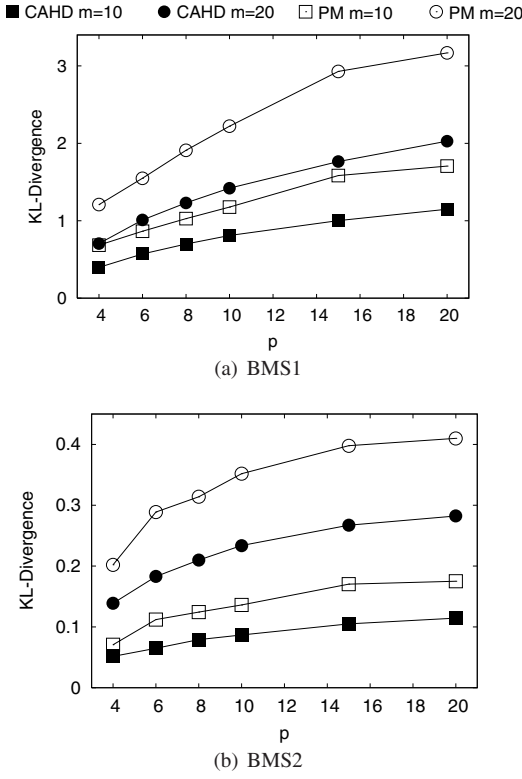 CAHD m=10 CAHD m=20 PM m=10 PM m=20
3
2
1
0
KL-Divergence
4 6 8 10 12 14 16 18 20
p
(a) BMS1
0.4
0.3
0.2
0.1
0
KL-Divergence
4 6 8 10 12 14 16 18 20
p
(b) BMS2